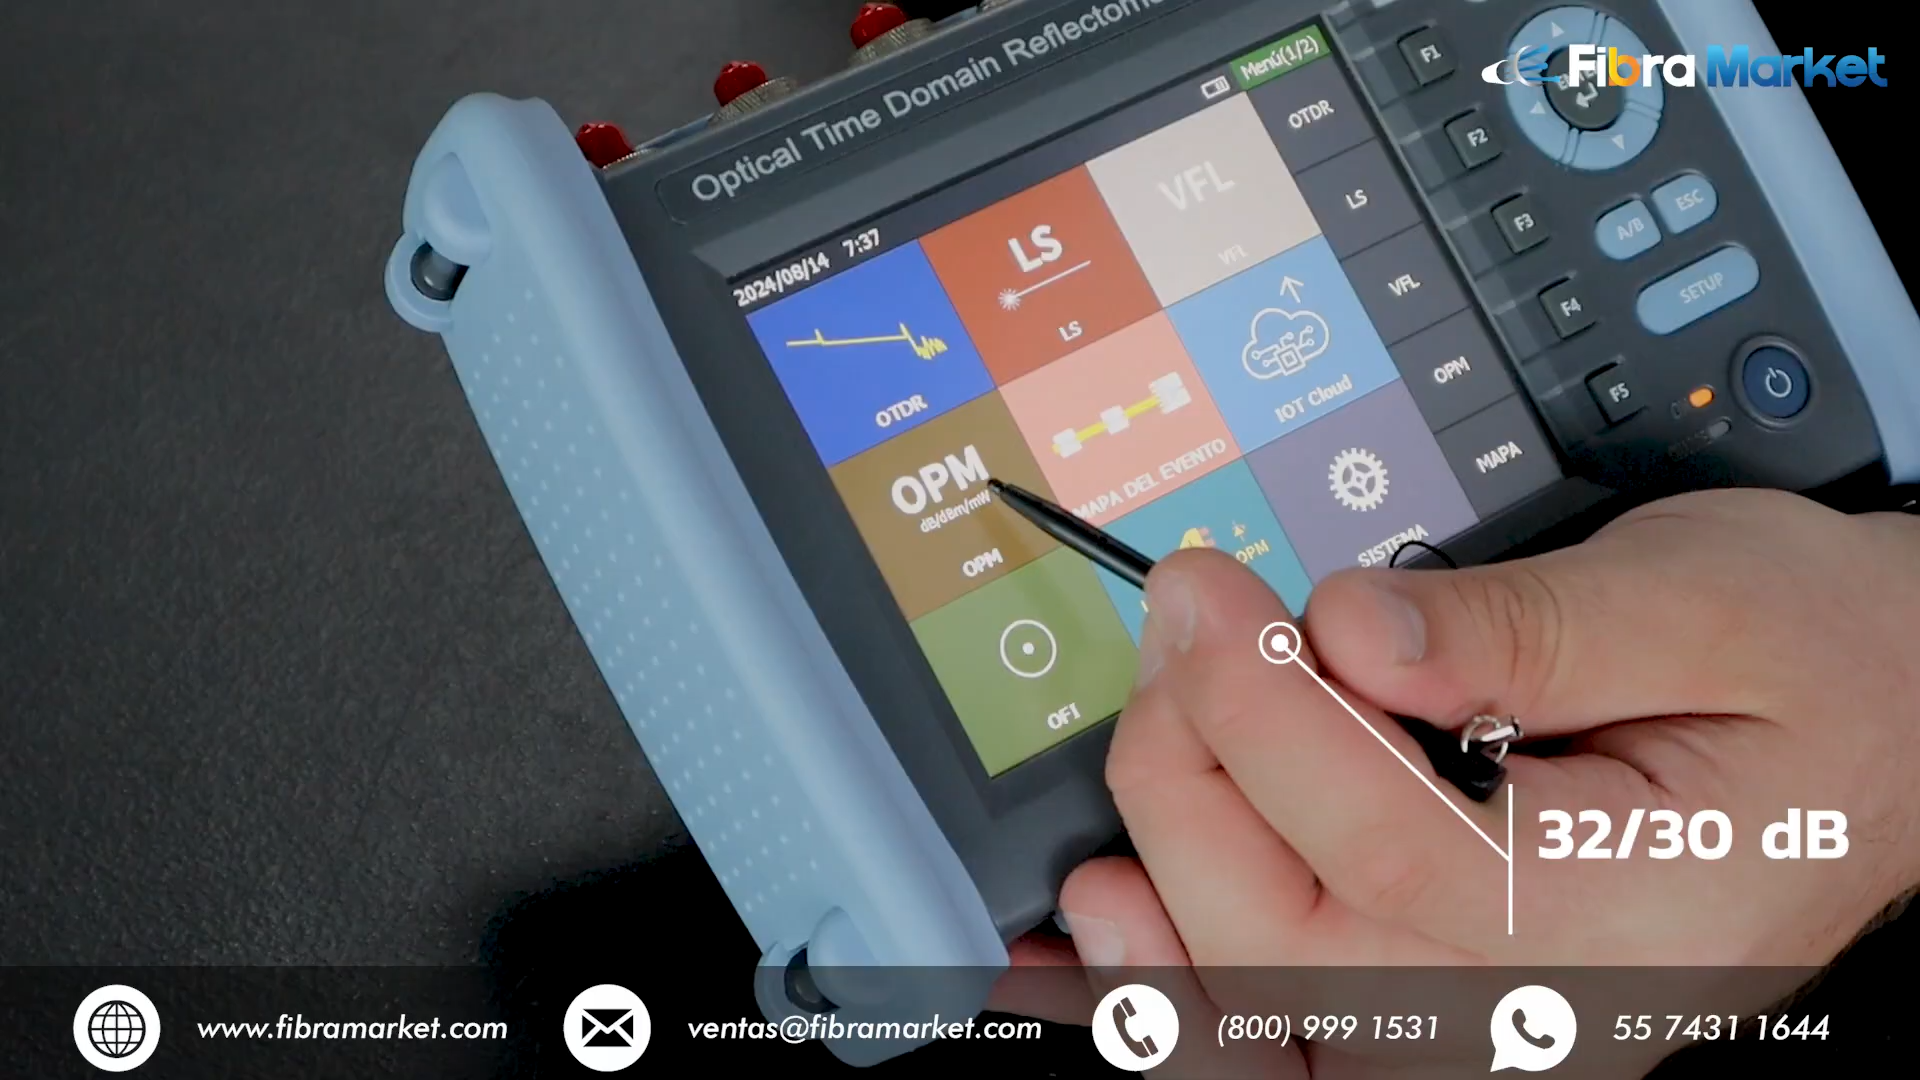 Optical Time Domain Reflectome
Fibra Market
2024/08/14 7:37
Menú(1/2)
OTDR
LS
LS
VFL
VFL
OPM
dB/dBm/mW
OPM
MAPA DEL EVENTO
IOT Cloud
OFI
OPM
SISTEMA
OTDR
LS
VFL
OPM
MAPA
F1
F2
F3
F4
F5
A/B
ESC
SETUP
32/30 dB
www.fibramarket.com
ventas@fibramarket.com
(800) 999 1531
55 7431 1644